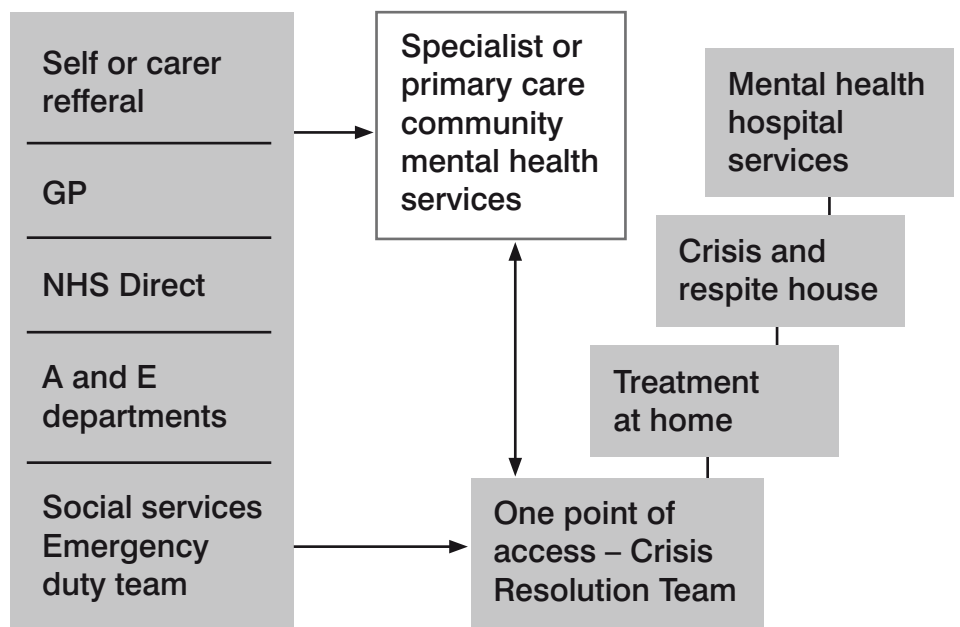 Self or carer
refferal
GP
NHS Direct
A and E
departments
Social services
Emergency
duty team
Specialist or
primary care
community
mental health
services
Mental health
hospital
services
Crisis and
respite house
Treatment
at home
One point of
access – Crisis
Resolution Team